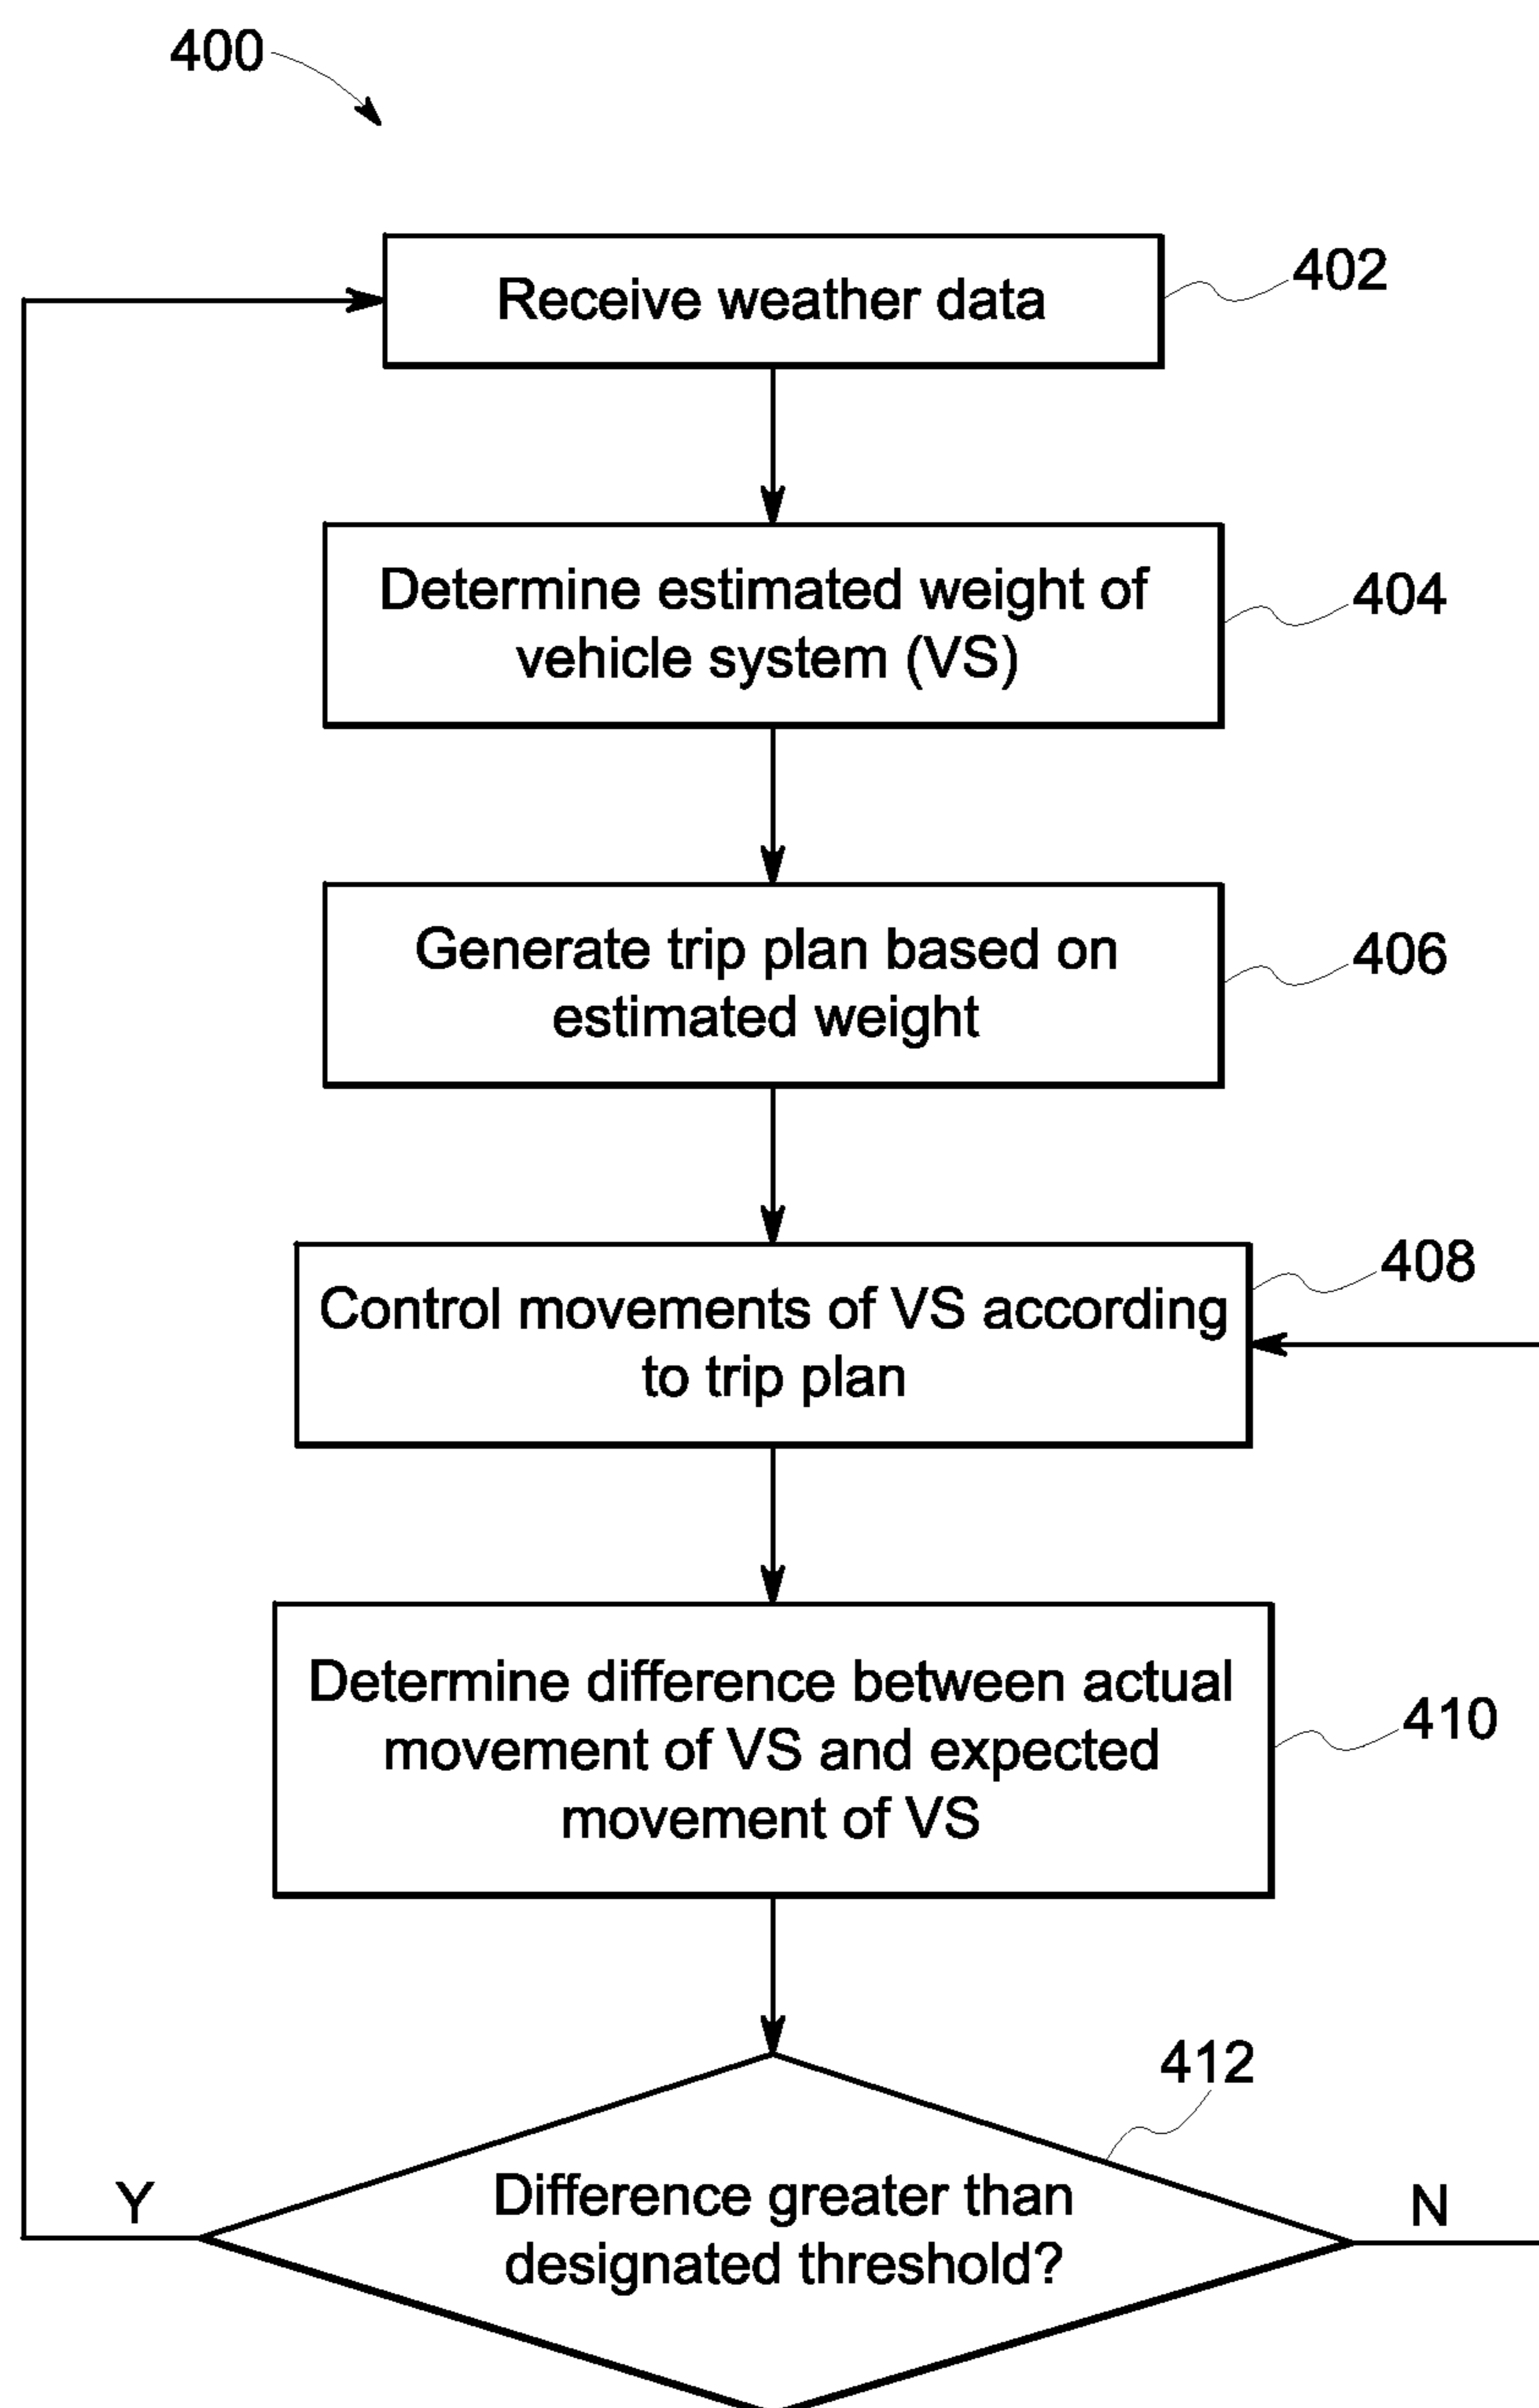 400
Receive weather data
402
Determine estimated weight of
vehicle system (VS)
404
Generate trip plan based on
estimated weight
406
Control movements of VS according
to trip plan
408
Determine difference between actual
movement of VS and expected
movement of VS
410
412
Difference greater than
designated threshold?
Y
N